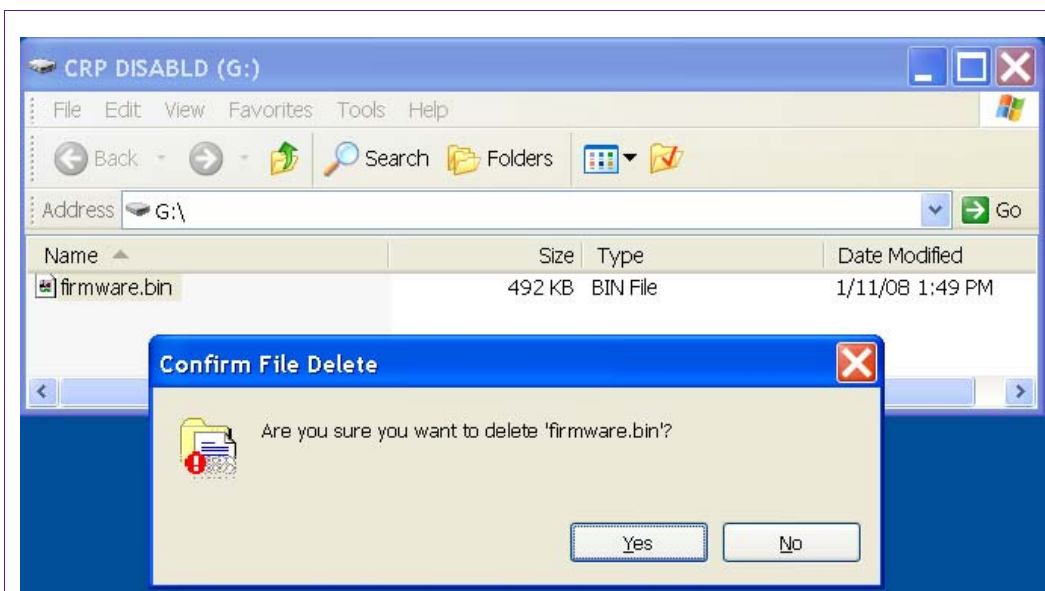 CRP DISABLD (G:)
File Edit View Favorites Tools Help
Back Search Folders
Address G:\ Go
Name Size Type Date Modified
firmware.bin 492 KB BIN File 1/11/08 1:49 PM
Confirm File Delete
Are you sure you want to delete 'firmware.bin'?
Yes No